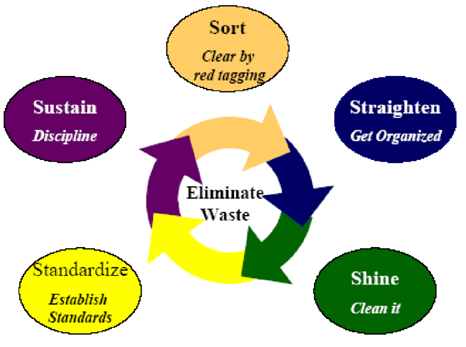 Sort
Clear by
red tagging
Sustain
Discipline
Straighten
Get Organized
Eliminate
Waste
Standardize
Establish
Standards
Shine
Clean it